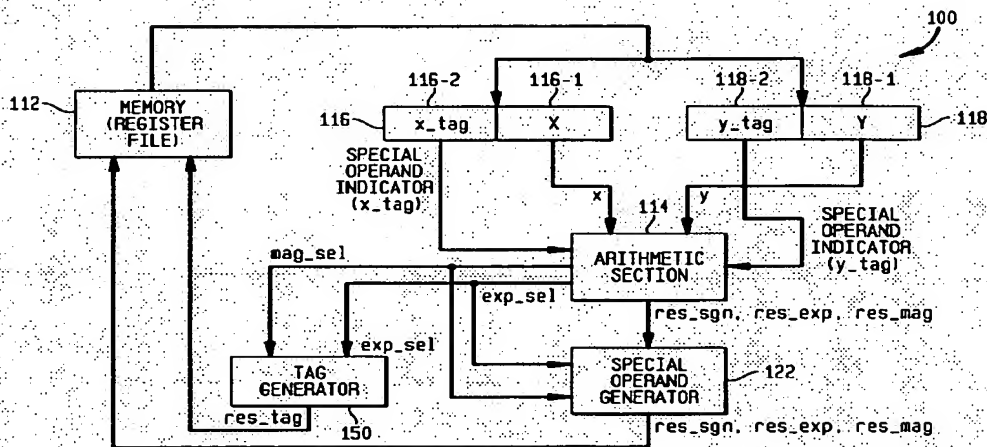 100
116-2
116-1
118-2
118-1
112
MEMORY
(REGISTER
FILE)
116
x_tag
X
y_tag
Y
118
SPECIAL
OPERAND
INDICATOR
(x_tag)
x
y
114
SPECIAL
OPERAND
INDICATOR
(y_tag)
ARITHMETIC
SECTION
mag_sel
exp_sel
res_sgn, res_exp, res_mag
exp_sel
TAG
GENERATOR
SPECIAL
OPERAND
GENERATOR
122
res_tag
150
res_sgn, res_exp, res_mag